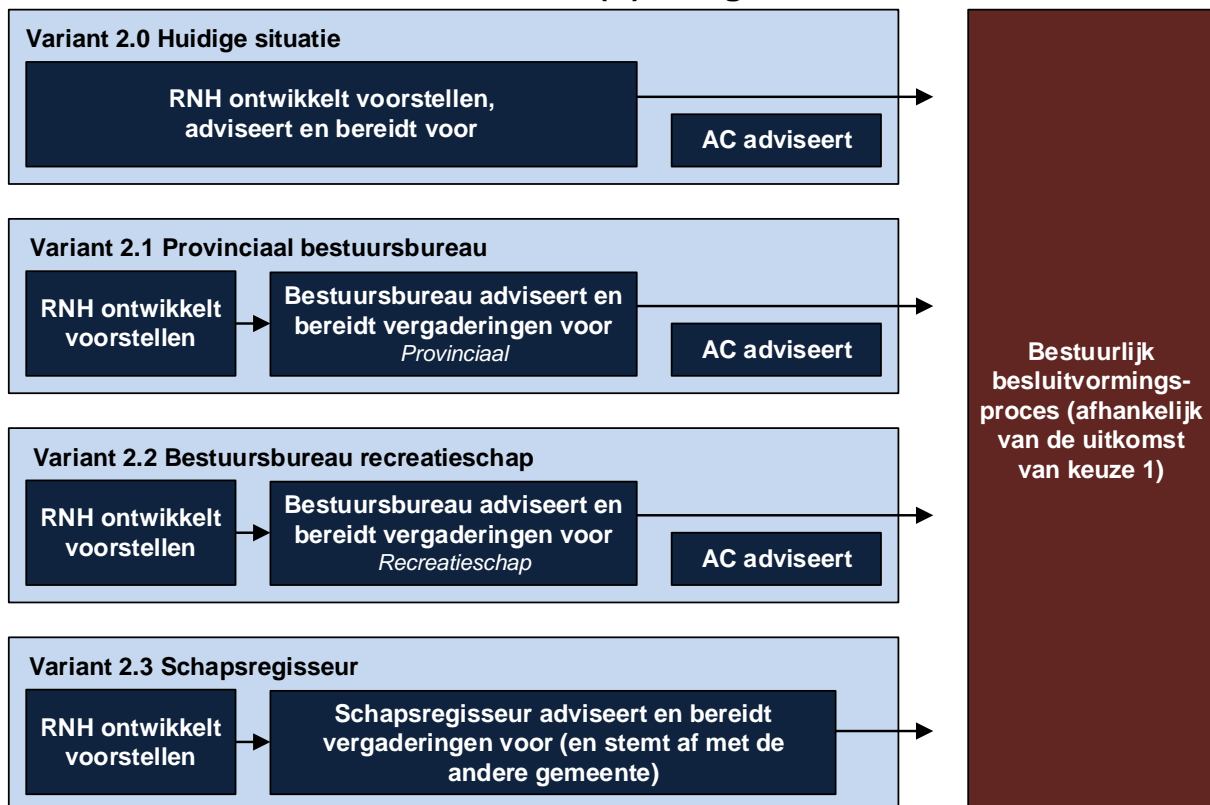 Variant 2.0 Huidige situatie
RNH ontwikkelt voorstellen,
adviseert en bereidt voor
AC adviseert
Variant 2.1 Provinciaal bestuursbureau
RNH ontwikkelt
voorstellen
Bestuursbureau adviseert en
bereidt vergaderingen voor
Provinciaal
AC adviseert
Variant 2.2 Bestuursbureau recreatieschap
RNH ontwikkelt
voorstellen
Bestuursbureau adviseert en
bereidt vergaderingen voor
Recreatieschap
AC adviseert
Variant 2.3 Schapsregisseur
RNH ontwikkelt
voorstellen
Schapsregisseur adviseert en bereidt
vergaderingen voor (en stemt af met de
andere gemeente)
Bestuurlijk
besluitvormings-
proces (afhankelijk
van de uitkomst
van keuze 1)